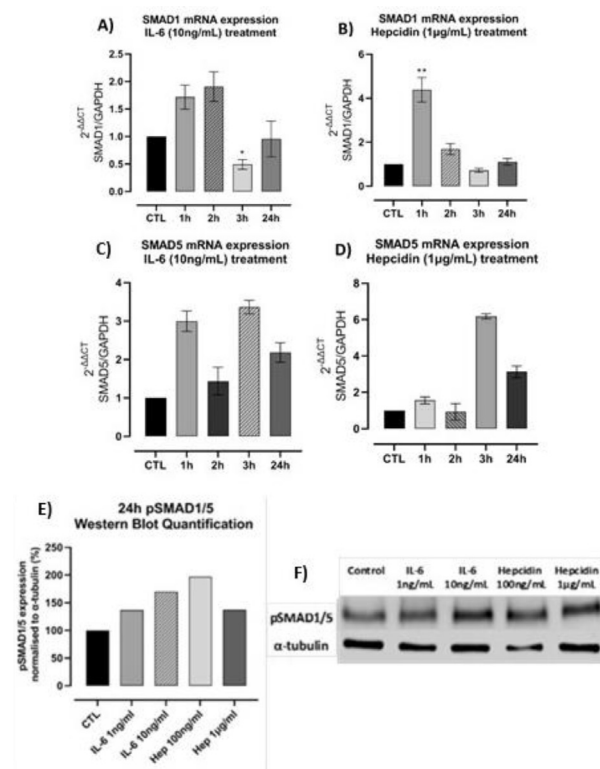 A)
SMAD1 mRNA expression
IL-6 (10ng/mL) treatment
2-ΔΔCT
SMAD1/GAPDH
2.5
2.0
1.5
1.0
0.5
0.0
*
CTL 1h 2h 3h 24h
B)
SMAD1 mRNA expression
Hepcidin (1µg/mL) treatment
2-ΔΔCT
SMAD1/GAPDH
6
4
2
0
**
CTL 1h 2h 3h 24h
C)
SMAD5 mRNA expression
IL-6 (10ng/mL) treatment
2-ΔΔCT
SMAD5/GAPDH
4
3
2
1
0
CTL 1h 2h 3h 24h
D)
SMAD5 mRNA expression
Hepcidin (1µg/mL) treatment
2-ΔΔCT
SMAD5/GAPDH
8
6
4
2
0
CTL 1h 2h 3h 24h
E)
24h pSMAD1/5
Western Blot Quantification
pSMAD1/5 expression
normalised to α-tubulin (%)
250
200
150
100
50
0
CTL
IL-6 1ng/ml
IL-6 10ng/ml
Hep 100ng/ml
Hep 1µg/ml
F)
Control IL-6 IL-6 Hepcidin Hepcidin
1ng/mL 10ng/mL 100ng/mL 1µg/mL
pSMAD1/5
α-tubulin